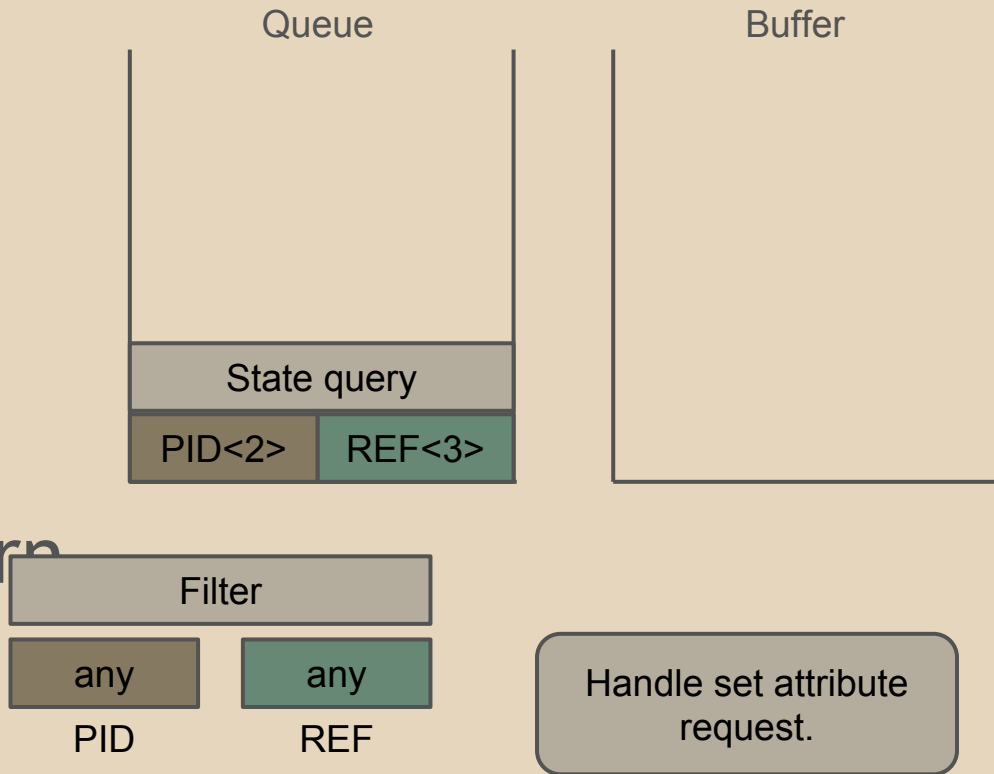 Queue
Buffer
State query
PID<2>
REF<3>
Filter
any
any
PID
REF
Handle set attribute
request.